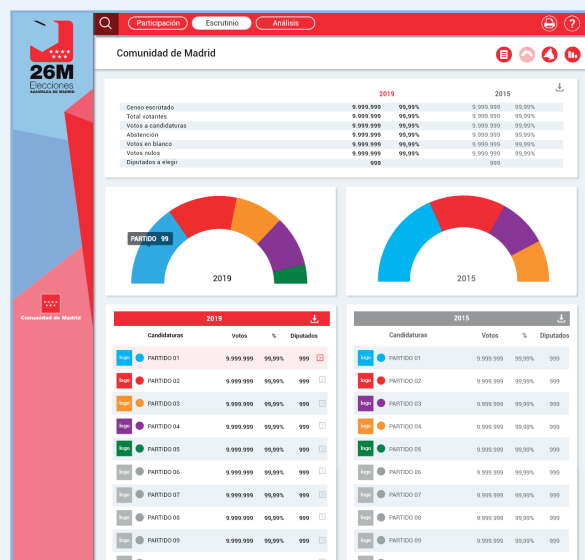 Participación Escrutinio Análisis ?
Comunidad de Madrid
26M
Elecciones
ASAMBLEA DE MADRID
2019 2015
Censo escrutado 9.999.999 99,99% 9.999.999 99,99%
Total votantes 9.999.999 99,99% 9.999.999 99,99%
Votos a candidaturas 9.999.999 99,99% 9.999.999 99,99%
Abstención 9.999.999 99,99% 9.999.999 99,99%
Votos en blanco 9.999.999 99,99% 9.999.999 99,99%
Votos nulos 9.999.999 99,99% 9.999.999 99,99%
Diputados a elegir 999 999
PARTIDO 99
2019
2015
Comunidad de Madrid
2019
Candidaturas Votos % Diputados
logo PARTIDO 01 9.999.999 99,99% 999
logo PARTIDO 02 9.999.999 99,99% 999
logo PARTIDO 03 9.999.999 99,99% 999
logo PARTIDO 04 9.999.999 99,99% 999
logo PARTIDO 05 9.999.999 99,99% 999
logo PARTIDO 06 9.999.999 99,99% 999
logo PARTIDO 07 9.999.999 99,99% 999
logo PARTIDO 08 9.999.999 99,99% 999
logo PARTIDO 09 9.999.999 99,99% 999
2015
Candidaturas Votos % Diputados
logo PARTIDO 01 9.999.999 99,99% 999
logo PARTIDO 02 9.999.999 99,99% 999
logo PARTIDO 03 9.999.999 99,99% 999
logo PARTIDO 04 9.999.999 99,99% 999
logo PARTIDO 05 9.999.999 99,99% 999
logo PARTIDO 06 9.999.999 99,99% 999
logo PARTIDO 07 9.999.999 99,99% 999
logo PARTIDO 08 9.999.999 99,99% 999
logo PARTIDO 09 9.999.999 99,99% 999